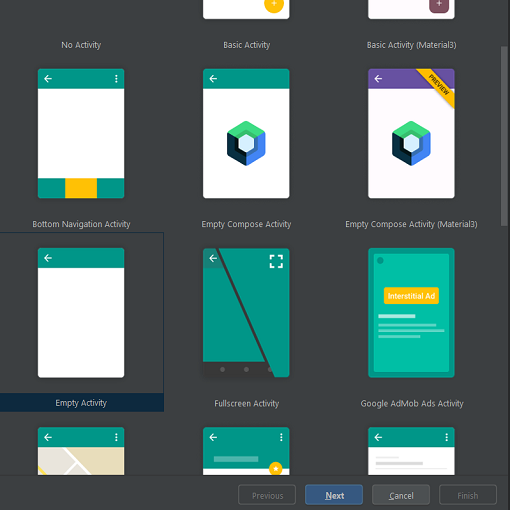 No Activity
Basic Activity
Basic Activity (Material3)
PREVIEW
Bottom Navigation Activity
Empty Compose Activity
Empty Compose Activity (Material3)
Interstitial Ad
Empty Activity
Fullscreen Activity
Google AdMob Ads Activity
Previous
Next
Cancel
Finish